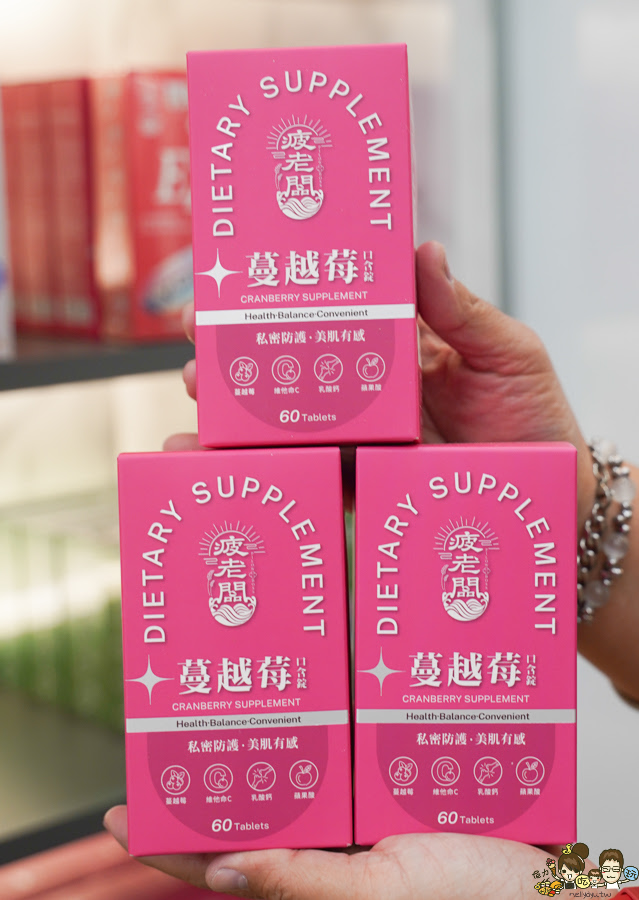 DIETARY SUPPLEMENT
疲老闆
蔓越莓 口含錠
CRANBERRY SUPPLEMENT
Health·Balance·Convenient
私密防護·美肌有感
蔓越莓 維他命C 乳酸鈣 蘋果酸
60 Tablets
DIETARY SUPPLEMENT
疲老闆
蔓越莓 口含錠
CRANBERRY SUPPLEMENT
Health·Balance·Convenient
私密防護·美肌有感
蔓越莓 維他命C 乳酸鈣 蘋果酸
60 Tablets
DIETARY SUPPLEMENT
疲老闆
蔓越莓 口含錠
CRANBERRY SUPPLEMENT
Health·Balance·Convenient
私密防護·美肌有感
蔓越莓 維他命C 乳酸鈣 蘋果酸
60 Tablets